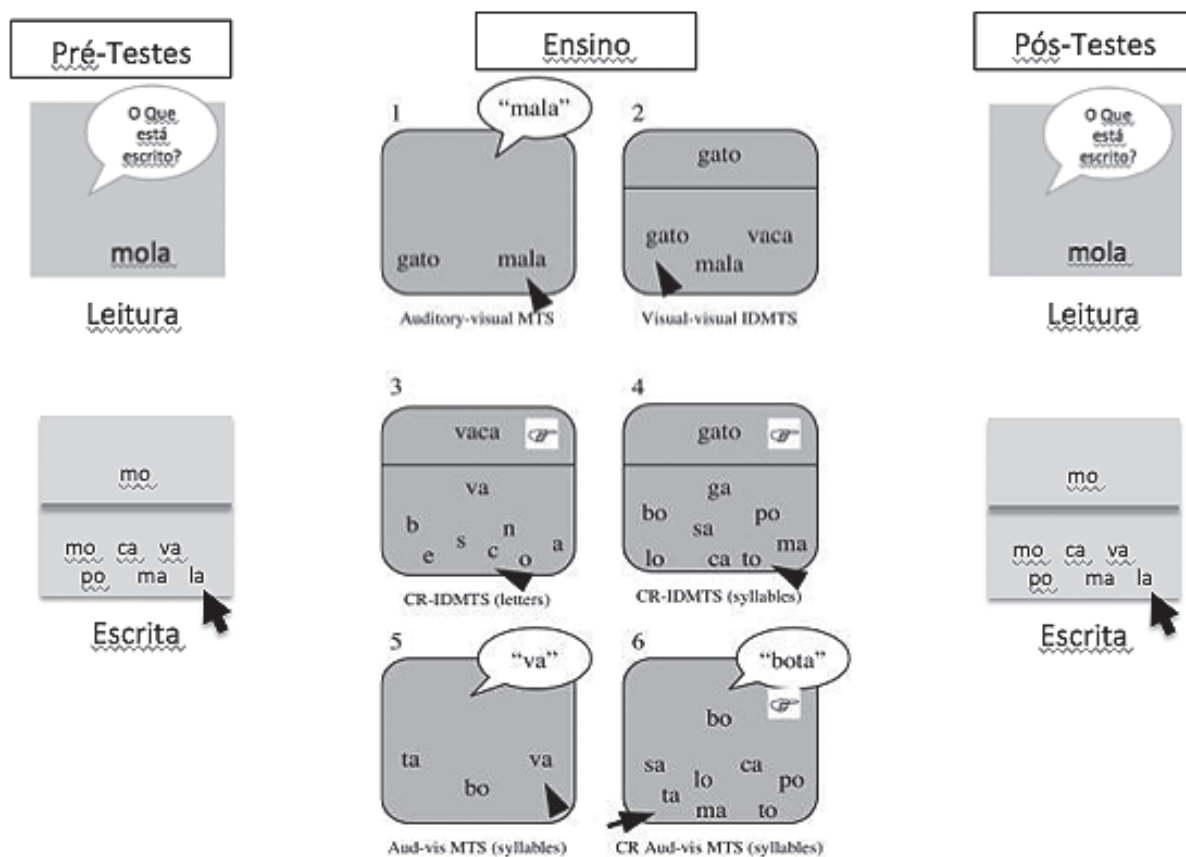 Pré-Testes
O Que
está
escrito?
mola
Leitura
mo
mo ca va
po ma la
Escrita
Ensino
1
"mala"
gato mala
Auditory-visual MTS
2
gato
gato vaca
mala
Visual-visual IDMTS
3
vaca
va
b n
e s c o a
CR-IDMTS (letters)
4
gato
ga
bo sa po
lo ca to ma
CR-IDMTS (syllables)
5
"va"
ta va
bo
Aud-vis MTS (syllables)
6
"bota"
bo
sa lo ca po
ta ma to
CR Aud-vis MTS (syllables)
Pós-Testes
O Que
está
escrito?
mola
Leitura
mo
mo ca va
po ma la
Escrita